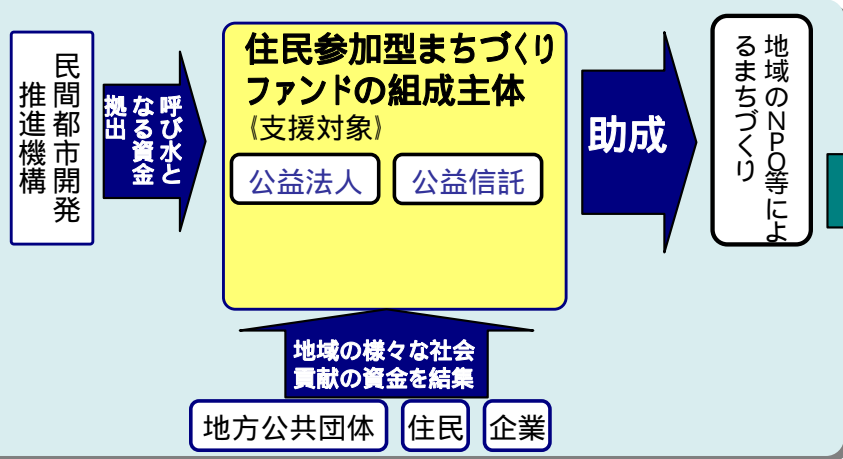 民間都市開発
推進機構
呼び水と
なる資金
拠出
住民参加型まちづくり
ファンドの組成主体
《支援対象》
公益法人
公益信託
助成
地域のNPO等によ
るまちづくり
地域の様々な社会
貢献の資金を結集
地方公共団体
住民
企業